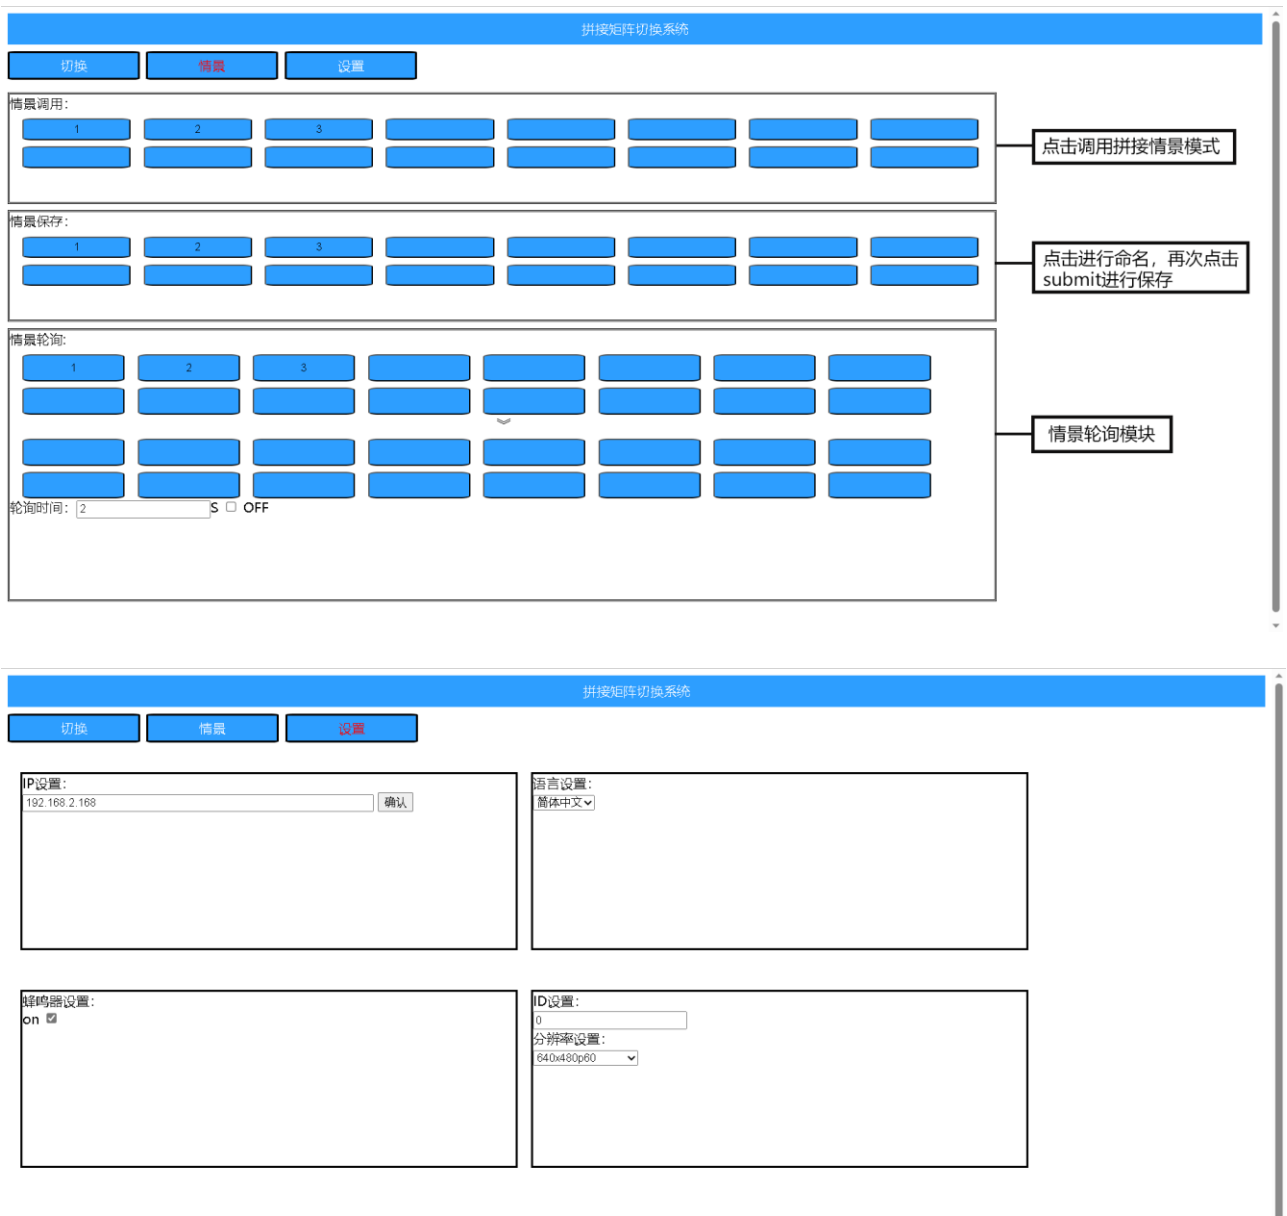 拼接矩阵切换系统
切换 情景 设置
情景调用：
1 2 3
点击调用拼接情景模式
情景保存：
1 2 3
点击进行命名，再次点击
submit进行保存
情景轮询:
1 2 3
情景轮询模块
轮询时间： 2 S OFF
拼接矩阵切换系统
切换 情景 设置
IP设置：
192.168.2.168 确认
语言设置：
简体中文
蜂鸣器设置：
on
ID设置：
0
分辨率设置：
640x480p60